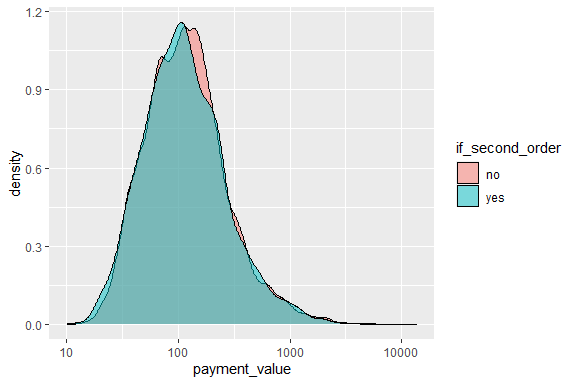 1.2
0.9
0.6
0.3
0.0
density
10
100
1000
10000
payment_value
if_second_order
no
yes